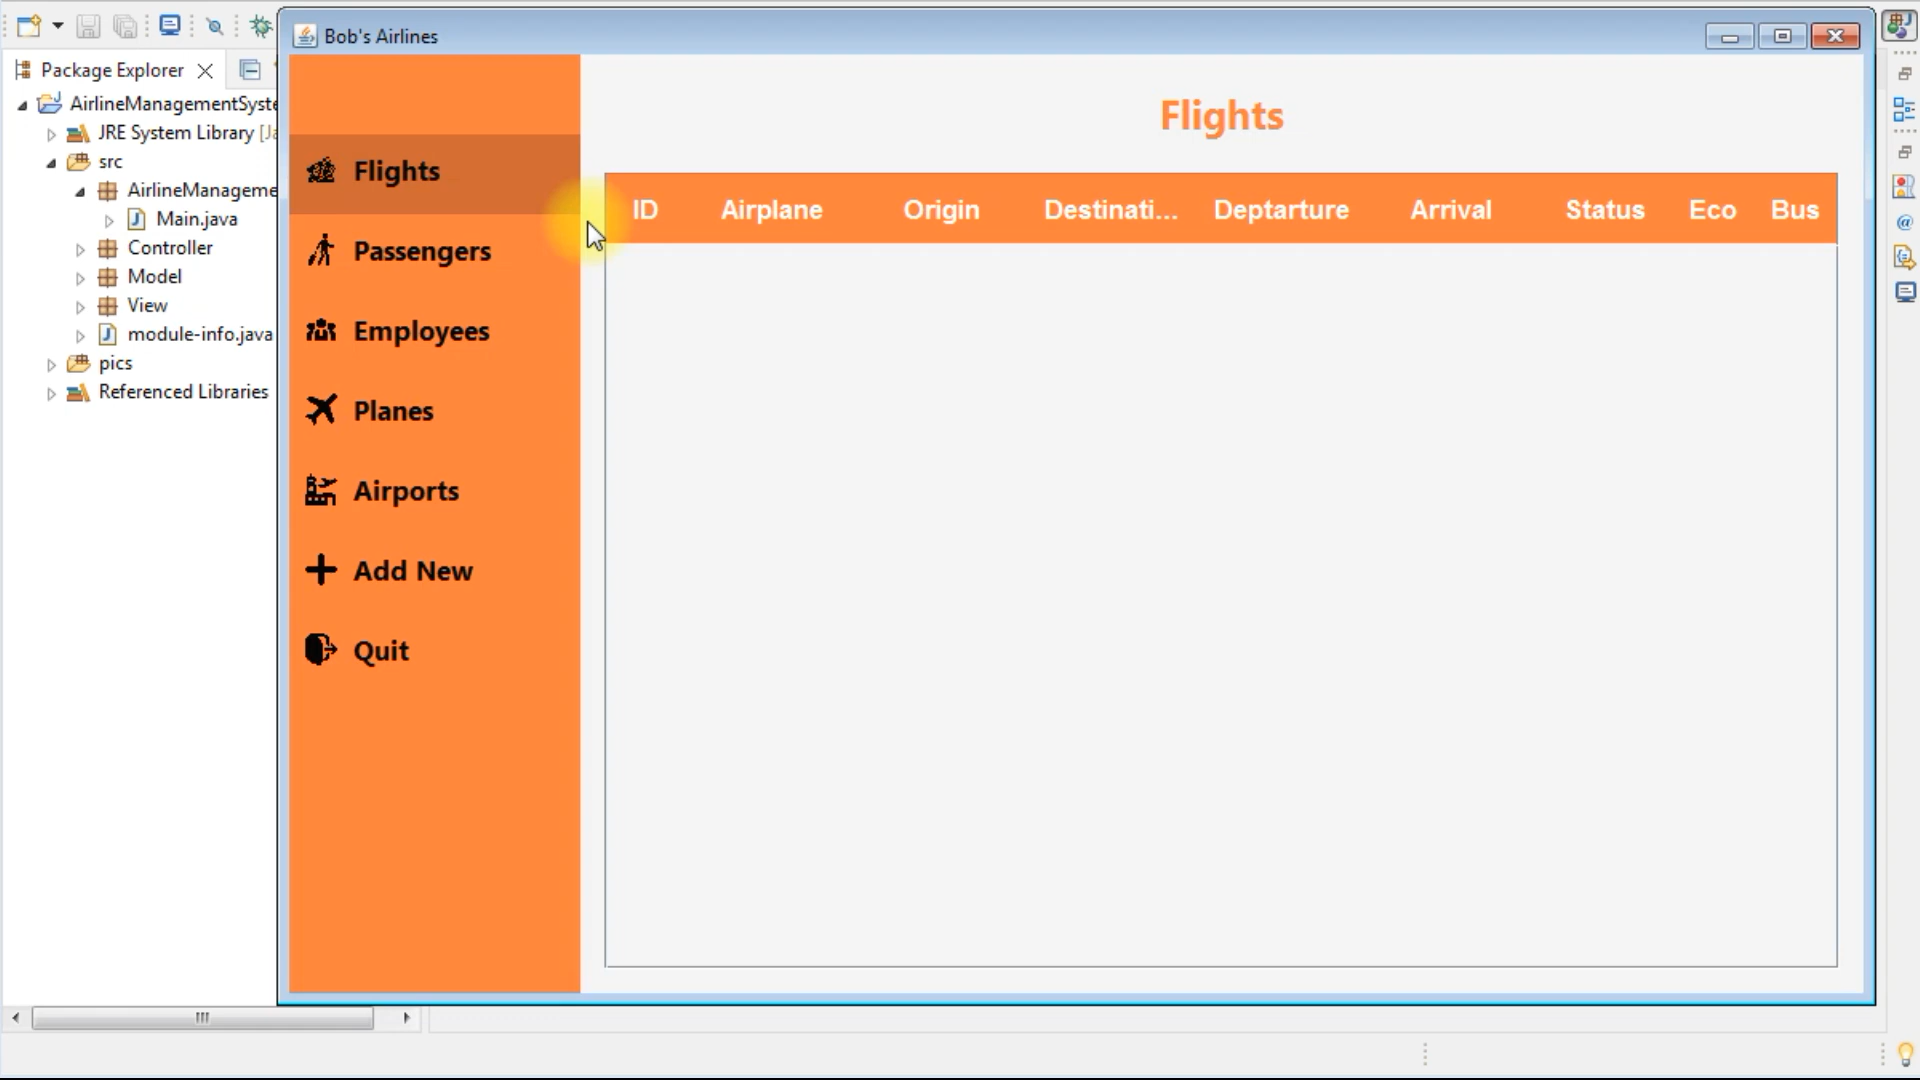 Bob's Airlines
Package Explorer
AirlineManagementSyste
JRE System Library [Ja
src
AirlineManageme
Main.java
Controller
Model
View
module-info.java
pics
Referenced Libraries
Flights
Passengers
Employees
Planes
Airports
Add New
Quit
Flights
ID Airplane Origin Destinati... Deptarture Arrival Status Eco Bus